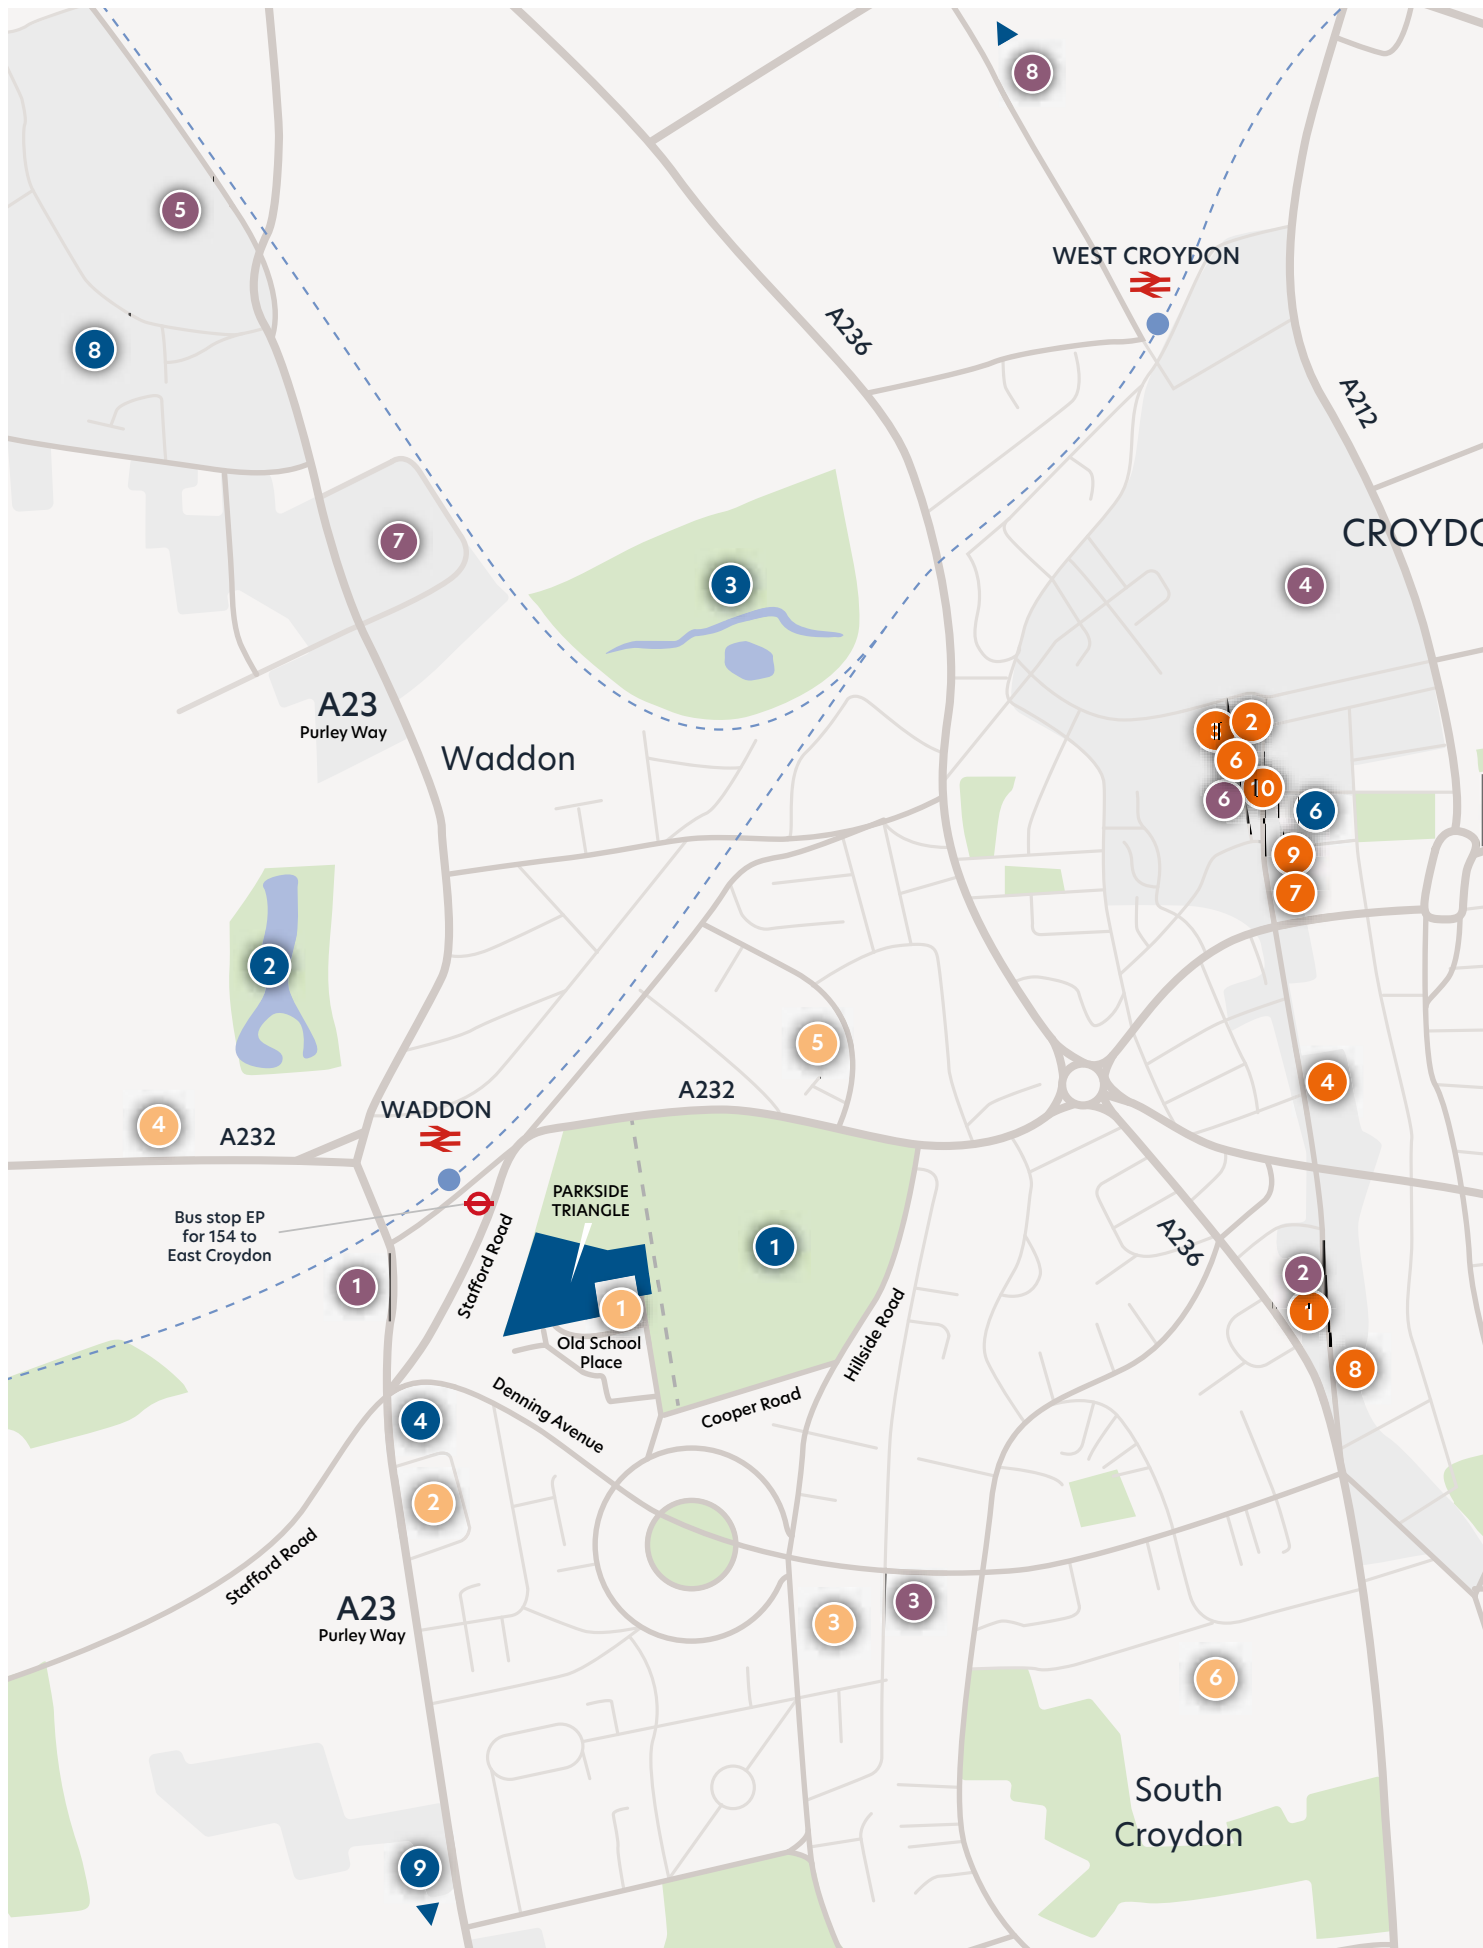 8
5
WEST CROYDON
A236
8
A212
CROYDO
7
3
4
A23
Purley Way
2
Waddon
6
10
6
6
9
7
2
5
4
A232
4
WADDON
A232
PARKSIDE
TRIANGLE
Bus stop EP
for 154 to
East Croydon
Stafford Road
1
A236
1
2
1
1
Old School
Place
Hillside Road
8
Denning Avenue
Cooper Road
4
2
Stafford Road
A23
Purley Way
3
3
6
South
Croydon
9